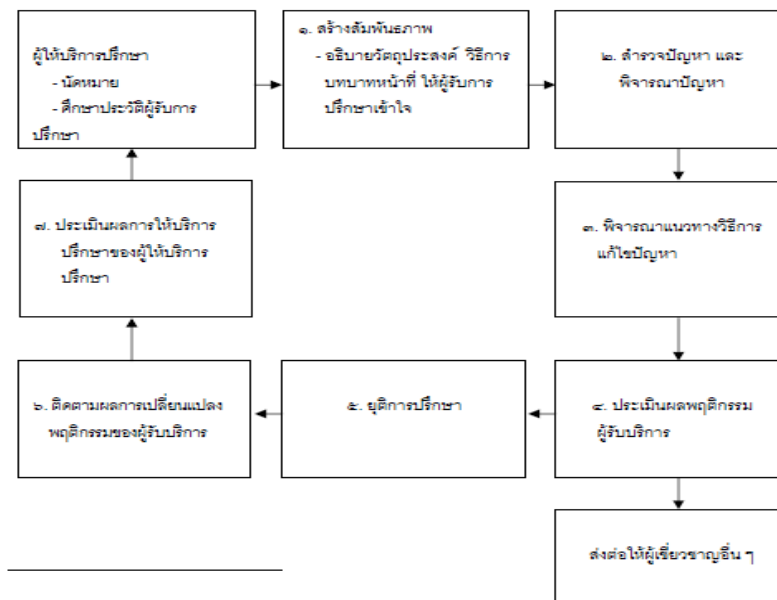 ผู้ให้บริการปรึกษา
- นัดหมาย
- ศึกษาประวัติผู้รับการ
ปรึกษา
๑. สร้างสัมพันธภาพ
- อธิบายวัตถุประสงค์ วิธีการ
บทบาทหน้าที่ ให้ผู้รับการ
ปรึกษาเข้าใจ
๒. สำรวจปัญหา และ
พิจารณาปัญหา
๓. พิจารณาแนวทางวิธีการ
แก้ไขปัญหา
๔. ประเมินผลพฤติกรรม
ผู้รับบริการ
ส่งต่อให้ผู้เชี่ยวชาญอื่น ๆ
๕. ยุติการปรึกษา
๖. ติดตามผลการเปลี่ยนแปลง
พฤติกรรมของผู้รับบริการ
๗. ประเมินผลการให้บริการ
ปรึกษาของผู้ให้บริการ
ปรึกษา